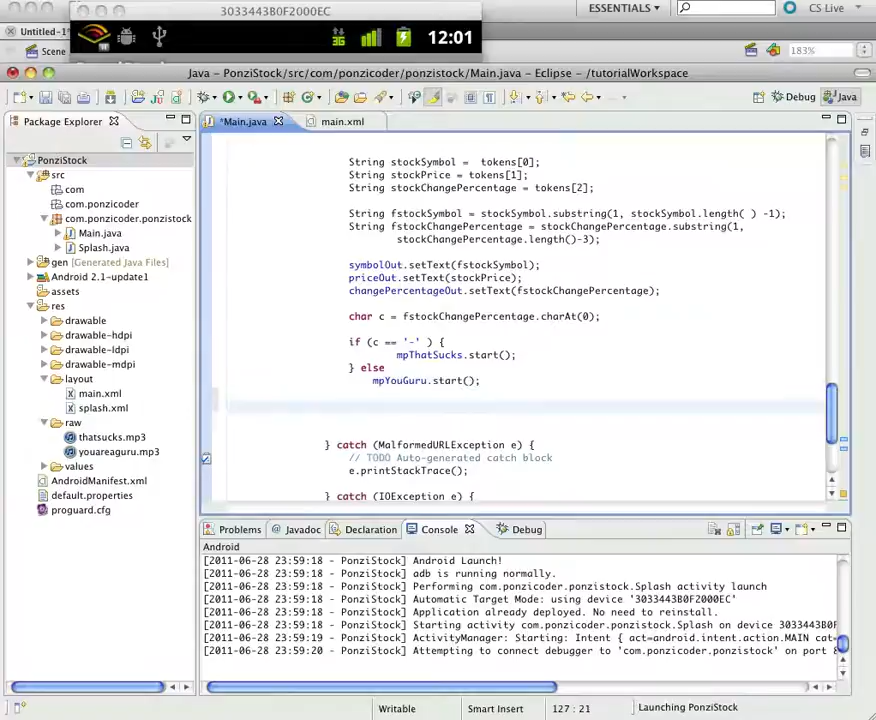 3033443B0F2000EC
ESSENTIALS
CS Live
Untitled-1
12:01
Scene
183%
3G
Java - PonziStock/src/com/ponzicoder/ponzistock/Main.java - Eclipse - /tutorialWorkspace
Debug
Java
Package Explorer
*Main.java
main.xml
PonziStock
src
com
com.ponzicoder
com.ponzicoder.ponzistock
Main.java
Splash.java
gen [Generated Java Files]
Android 2.1-update1
assets
res
drawable
drawable-hdpi
drawable-ldpi
drawable-mdpi
layout
main.xml
splash.xml
raw
thatsucks.mp3
youareaguru.mp3
values
AndroidManifest.xml
default.properties
proguard.cfg
String stockSymbol =  tokens[0];
String stockPrice = tokens[1];
String stockChangePercentage = tokens[2];
String fstockSymbol = stockSymbol.substring(1, stockSymbol.length( ) -1);
String fstockChangePercentage = stockChangePercentage.substring(1,
stockChangePercentage.length()-3);
symbolOut.setText(fstockSymbol);
priceOut.setText(stockPrice);
changePercentageOut.setText(fstockChangePercentage);
char c = fstockChangePercentage.charAt(0);
if (c == '-' ) {
mpThatSucks.start();
} else
mpYouGuru.start();
} catch (MalformedURLException e) {
// TODO Auto-generated catch block
e.printStackTrace();
} catch (IOException e) {
Problems
@ Javadoc
Declaration
Console
Debug
Android
[2011-06-28 23:59:18 - PonziStock] Android Launch!
[2011-06-28 23:59:18 - PonziStock] adb is running normally.
[2011-06-28 23:59:18 - PonziStock] Performing com.ponzicoder.ponzistock.Splash activity launch
[2011-06-28 23:59:18 - PonziStock] Automatic Target Mode: using device '3033443B0F2000EC'
[2011-06-28 23:59:18 - PonziStock] Application already deployed. No need to reinstall.
[2011-06-28 23:59:18 - PonziStock] Starting activity com.ponzicoder.ponzistock.Splash on device 3033443B0F
[2011-06-28 23:59:19 - PonziStock] ActivityManager: Starting: Intent { act=android.intent.action.MAIN cat=
[2011-06-28 23:59:20 - PonziStock] Attempting to connect debugger to 'com.ponzicoder.ponzistock' on port 8
Writable
Smart Insert
127 : 21
Launching PonziStock